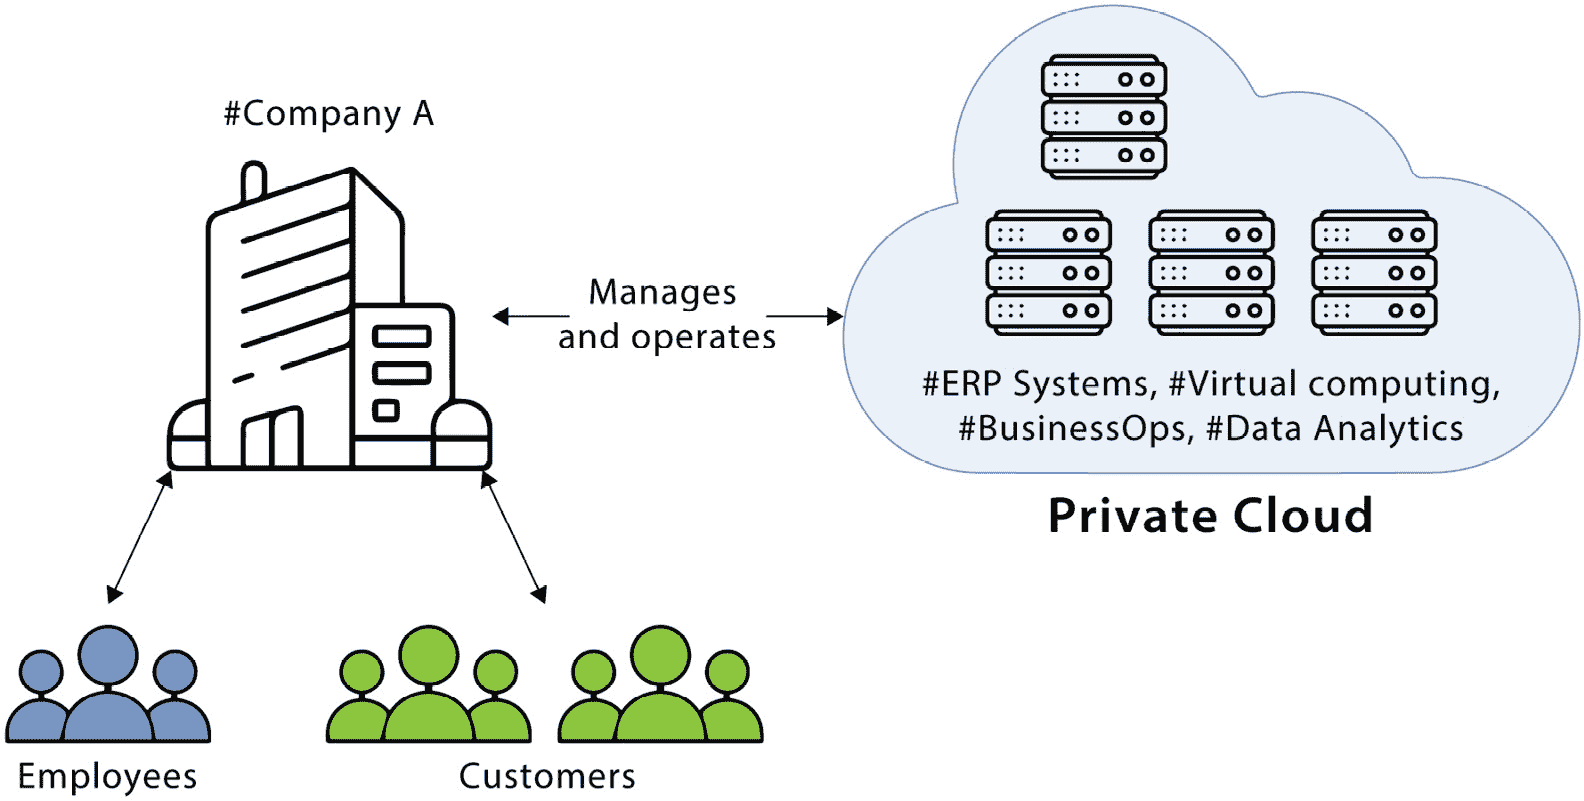 #Company A
Manages
and operates
#ERP Systems, #Virtual computing,
#BusinessOps, #Data Analytics
Private Cloud
Employees
Customers